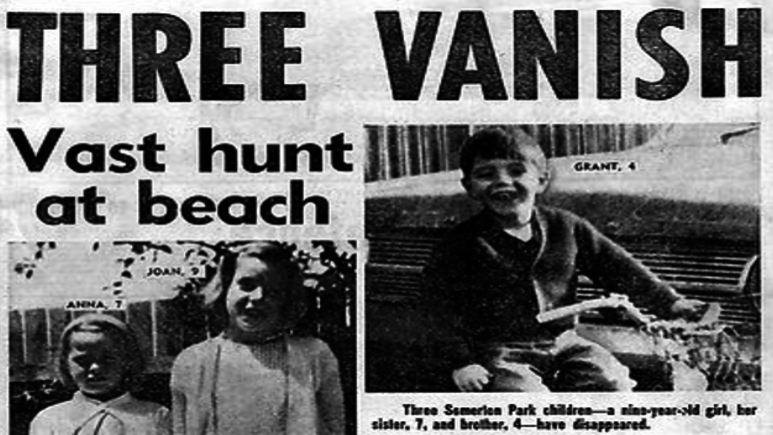 THREE VANISH
Vast hunt
at beach
GRANT, 4
JOAN, 9
ANNA, 7
Three Somerton Park children—a nine-year-old girl, her
sister, 7, and brother, 4—have disappeared.